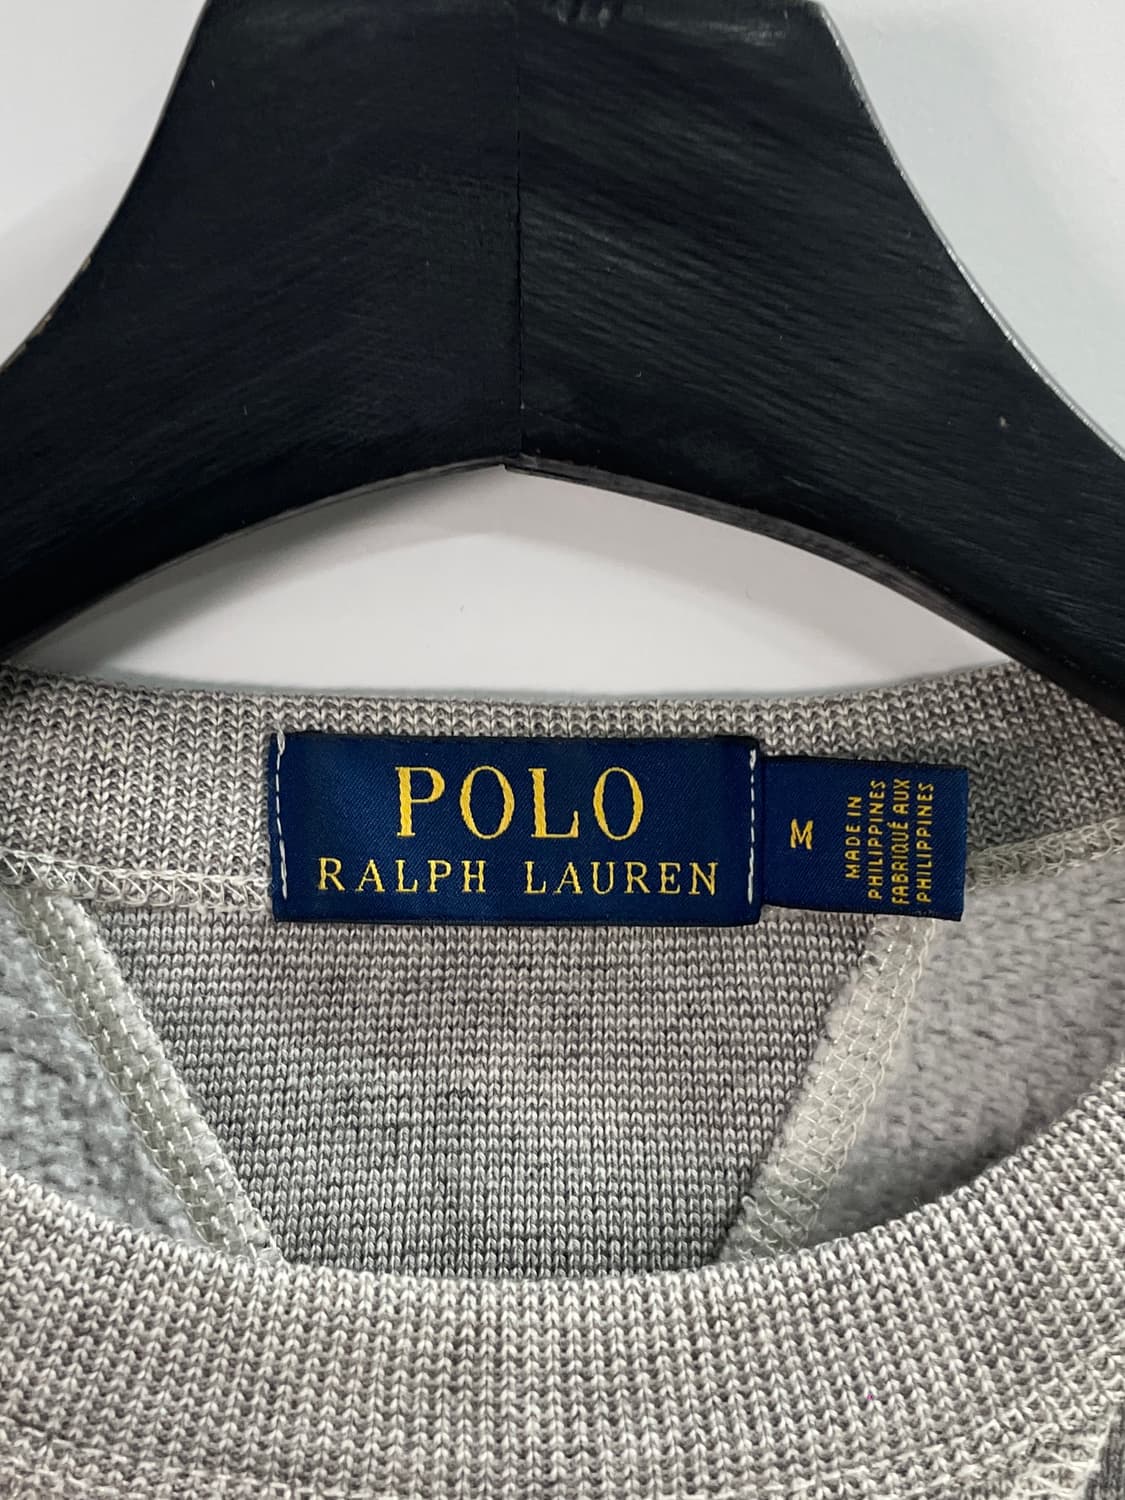 POLO
RALPH LAUREN
M
MADE IN
PHILIPPINES
FABRIQUÉ AUX
PHILIPPINES